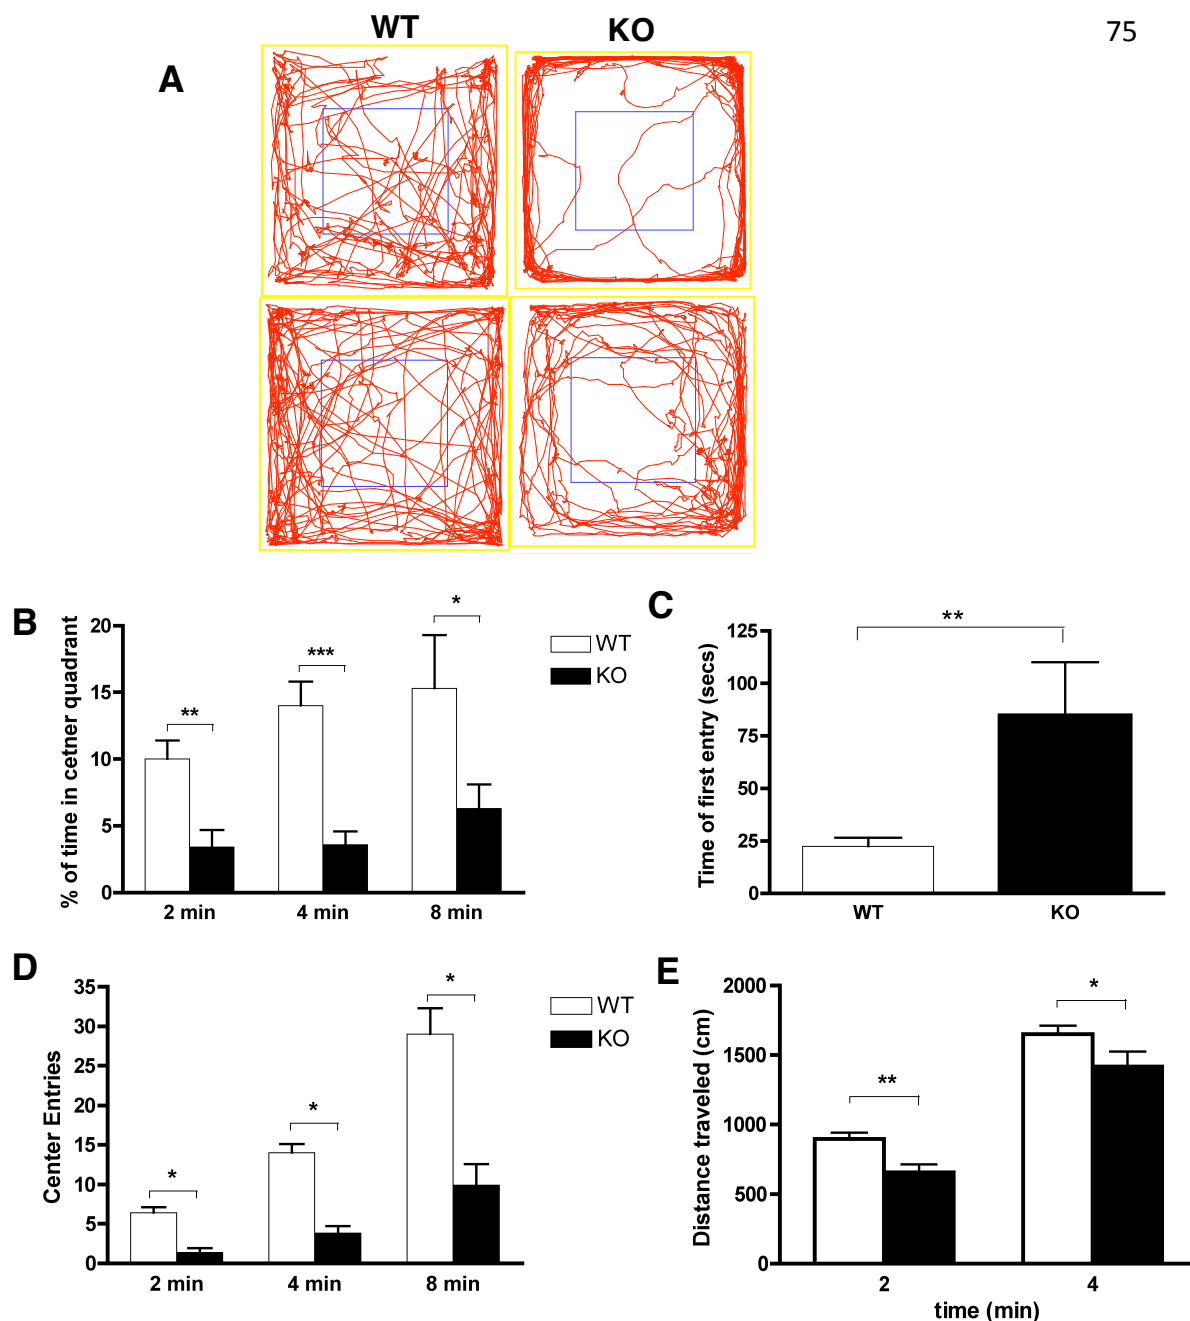 75
WT KO
A
B
% of time in cetner quadrant
20
15
10
5
0
**
***
*
2 min 4 min 8 min
WT
KO
C
Time of first entry (secs)
125
100
75
50
25
0
**
WT KO
D
Center Entries
35
30
25
20
15
10
5
0
*
*
*
2 min 4 min 8 min
WT
KO
E
Distance traveled (cm)
2000
1500
1000
500
0
**
*
2 4
time (min)